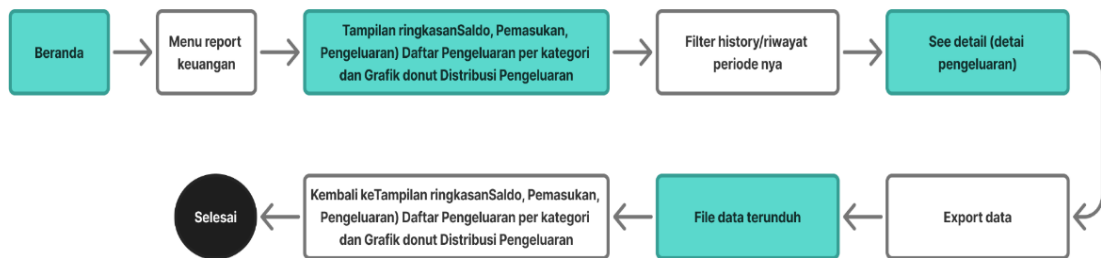 Beranda
Menu report
keuangan
Tampilan ringkasanSaldo, Pemasukan,
Pengeluaran) Daftar Pengeluaran per kategori
dan Grafik donut Distribusi Pengeluaran
Filter history/riwayat
periode nya
See detail (detai
pengeluaran)
Export data
File data terunduh
Kembali keTampilan ringkasanSaldo, Pemasukan,
Pengeluaran) Daftar Pengeluaran per kategori
dan Grafik donut Distribusi Pengeluaran
Selesai